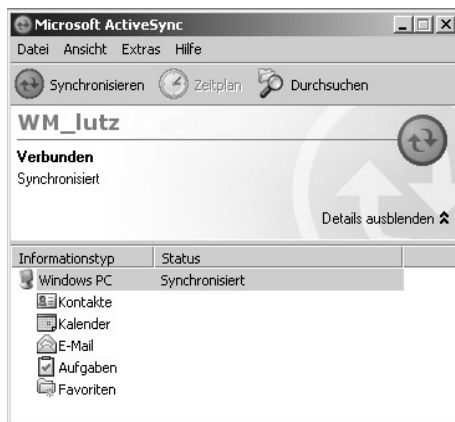 Microsoft ActiveSync
Datei Ansicht Extras Hilfe
Synchronisieren Zeitplan Durchsuchen
WM_lutz
Verbunden
Synchronisiert
Details ausblenden
Informationstyp Status
Windows PC Synchronisiert
Kontakte
Kalender
E-Mail
Aufgaben
Favoriten